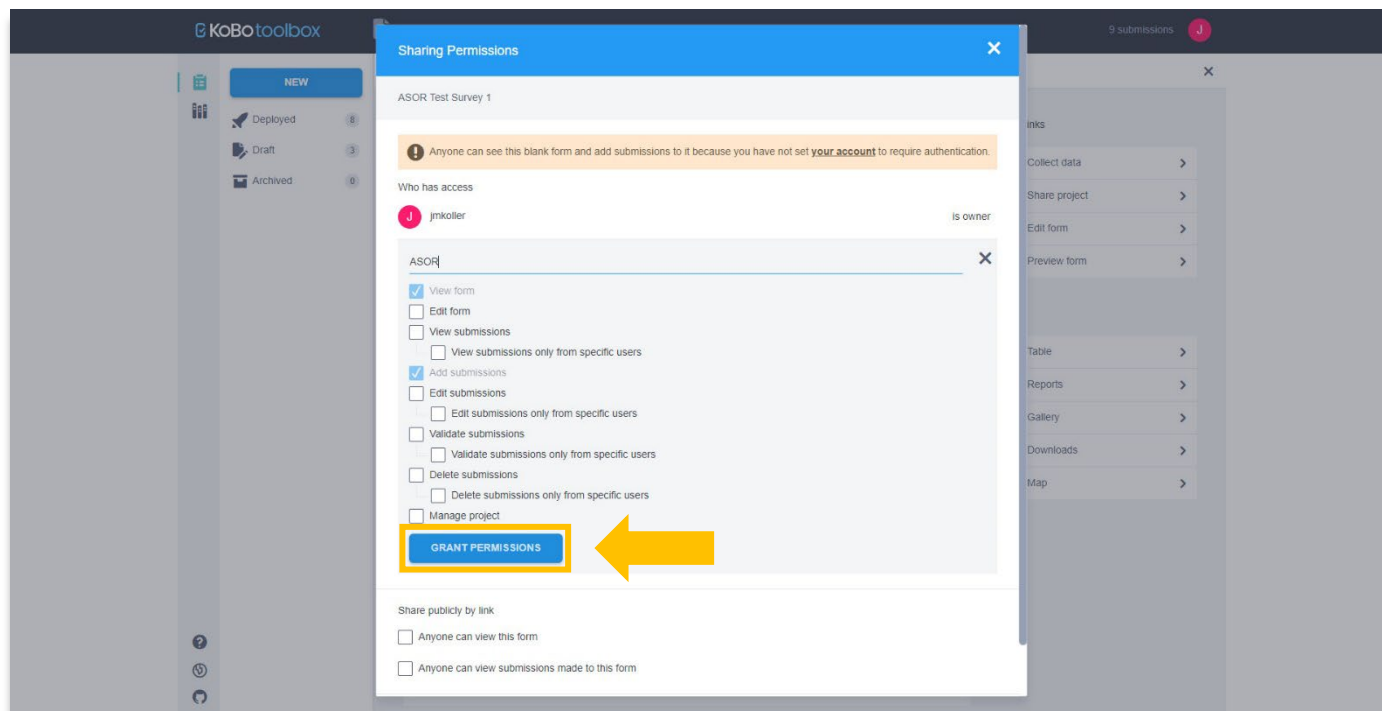 KoBotoolbox
9 submissions
J
Sharing Permissions
ASOR Test Survey 1
NEW
Deployed 8
Draft 3
Archived 0
Anyone can see this blank form and add submissions to it because you have not set your account to require authentication.
Who has access
J jmkoller is owner
ASOR
View form
Edit form
View submissions
View submissions only from specific users
Add submissions
Edit submissions
Edit submissions only from specific users
Validate submissions
Validate submissions only from specific users
Delete submissions
Delete submissions only from specific users
Manage project
GRANT PERMISSIONS
Share publicly by link
Anyone can view this form
Anyone can view submissions made to this form
inks
Collect data
Share project
Edit form
Preview form
Table
Reports
Gallery
Downloads
Map